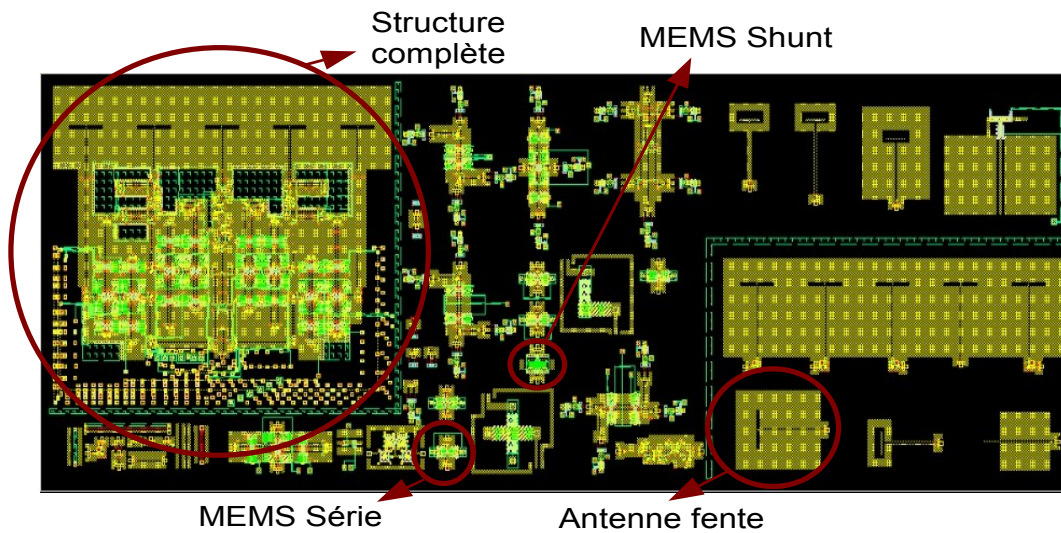 Structure
complète
MEMS Shunt
MEMS Série
Antenne fente